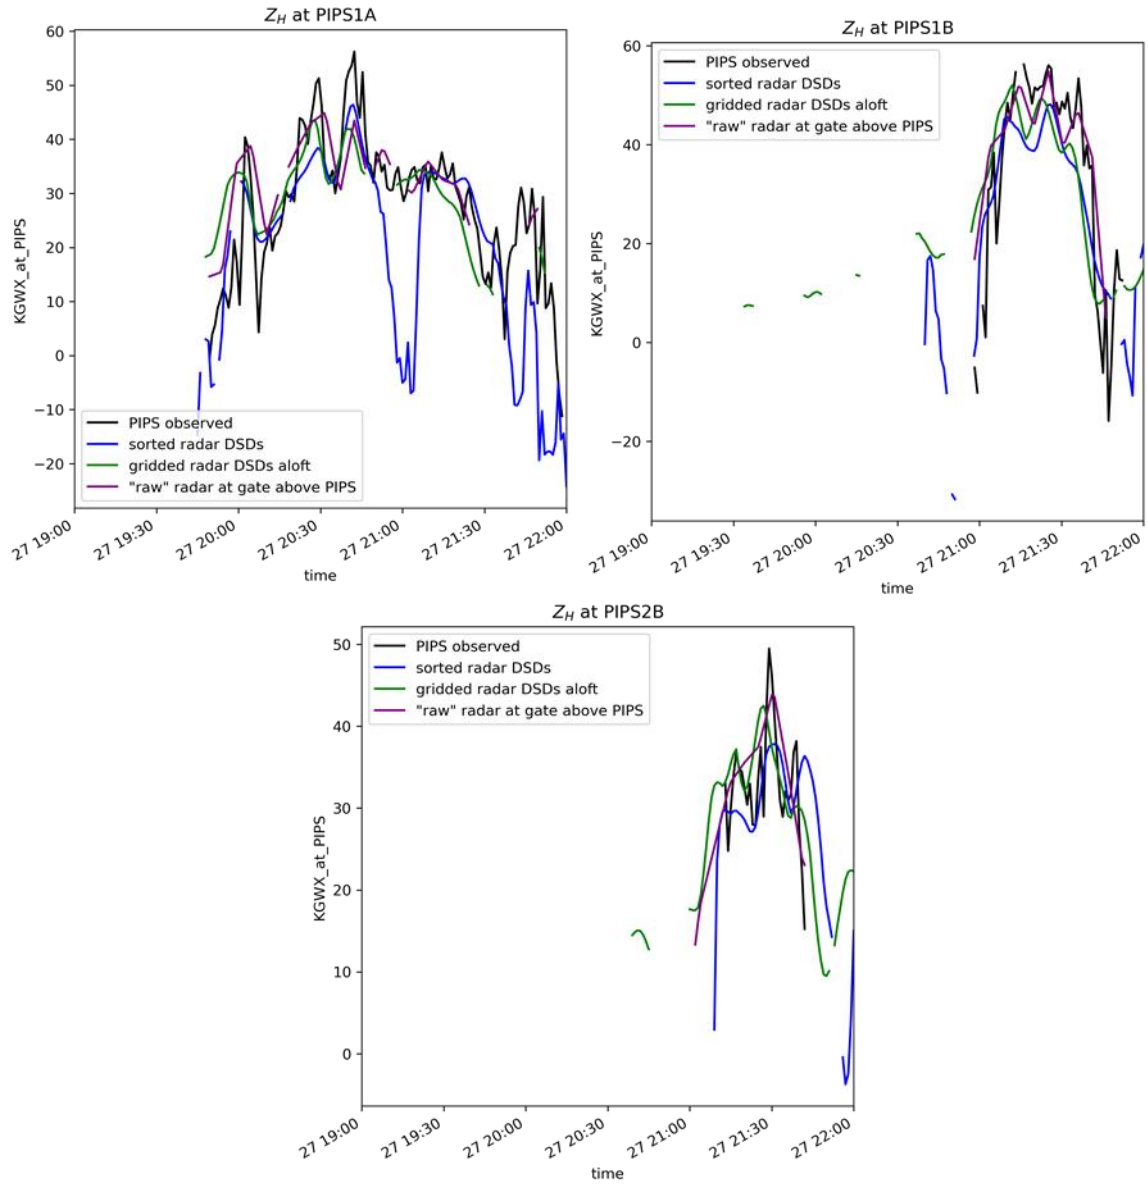 Z_H at PIPS1A
60
50
40
30
20
10
0
−10
−20
KGWX_at_PIPS
PIPS observed
sorted radar DSDs
gridded radar DSDs aloft
"raw" radar at gate above PIPS
27 19:00
27 19:30
27 20:00
27 20:30
27 21:00
27 21:30
27 22:00
time
Z_H at PIPS1B
60
40
20
0
−20
KGWX_at_PIPS
PIPS observed
sorted radar DSDs
gridded radar DSDs aloft
"raw" radar at gate above PIPS
27 19:00
27 19:30
27 20:00
27 20:30
27 21:00
27 21:30
27 22:00
time
Z_H at PIPS2B
50
40
30
20
10
0
KGWX_at_PIPS
PIPS observed
sorted radar DSDs
gridded radar DSDs aloft
"raw" radar at gate above PIPS
27 19:00
27 19:30
27 20:00
27 20:30
27 21:00
27 21:30
27 22:00
time